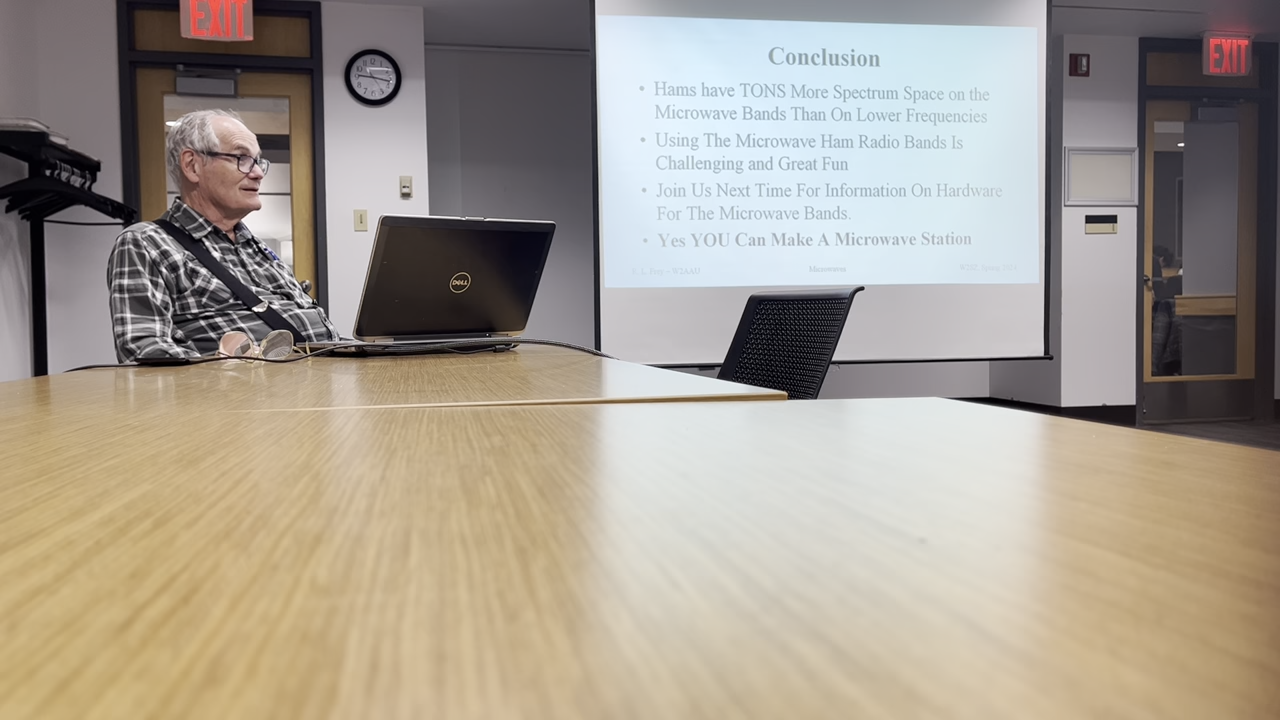 EXIT
EXIT
Conclusion
• Hams have TONS More Spectrum Space on the
Microwave Bands Than On Lower Frequencies
• Using The Microwave Ham Radio Bands Is
Challenging and Great Fun
• Join Us Next Time For Information On Hardware
For The Microwave Bands.
• Yes YOU Can Make A Microwave Station
Microwaves
DELL